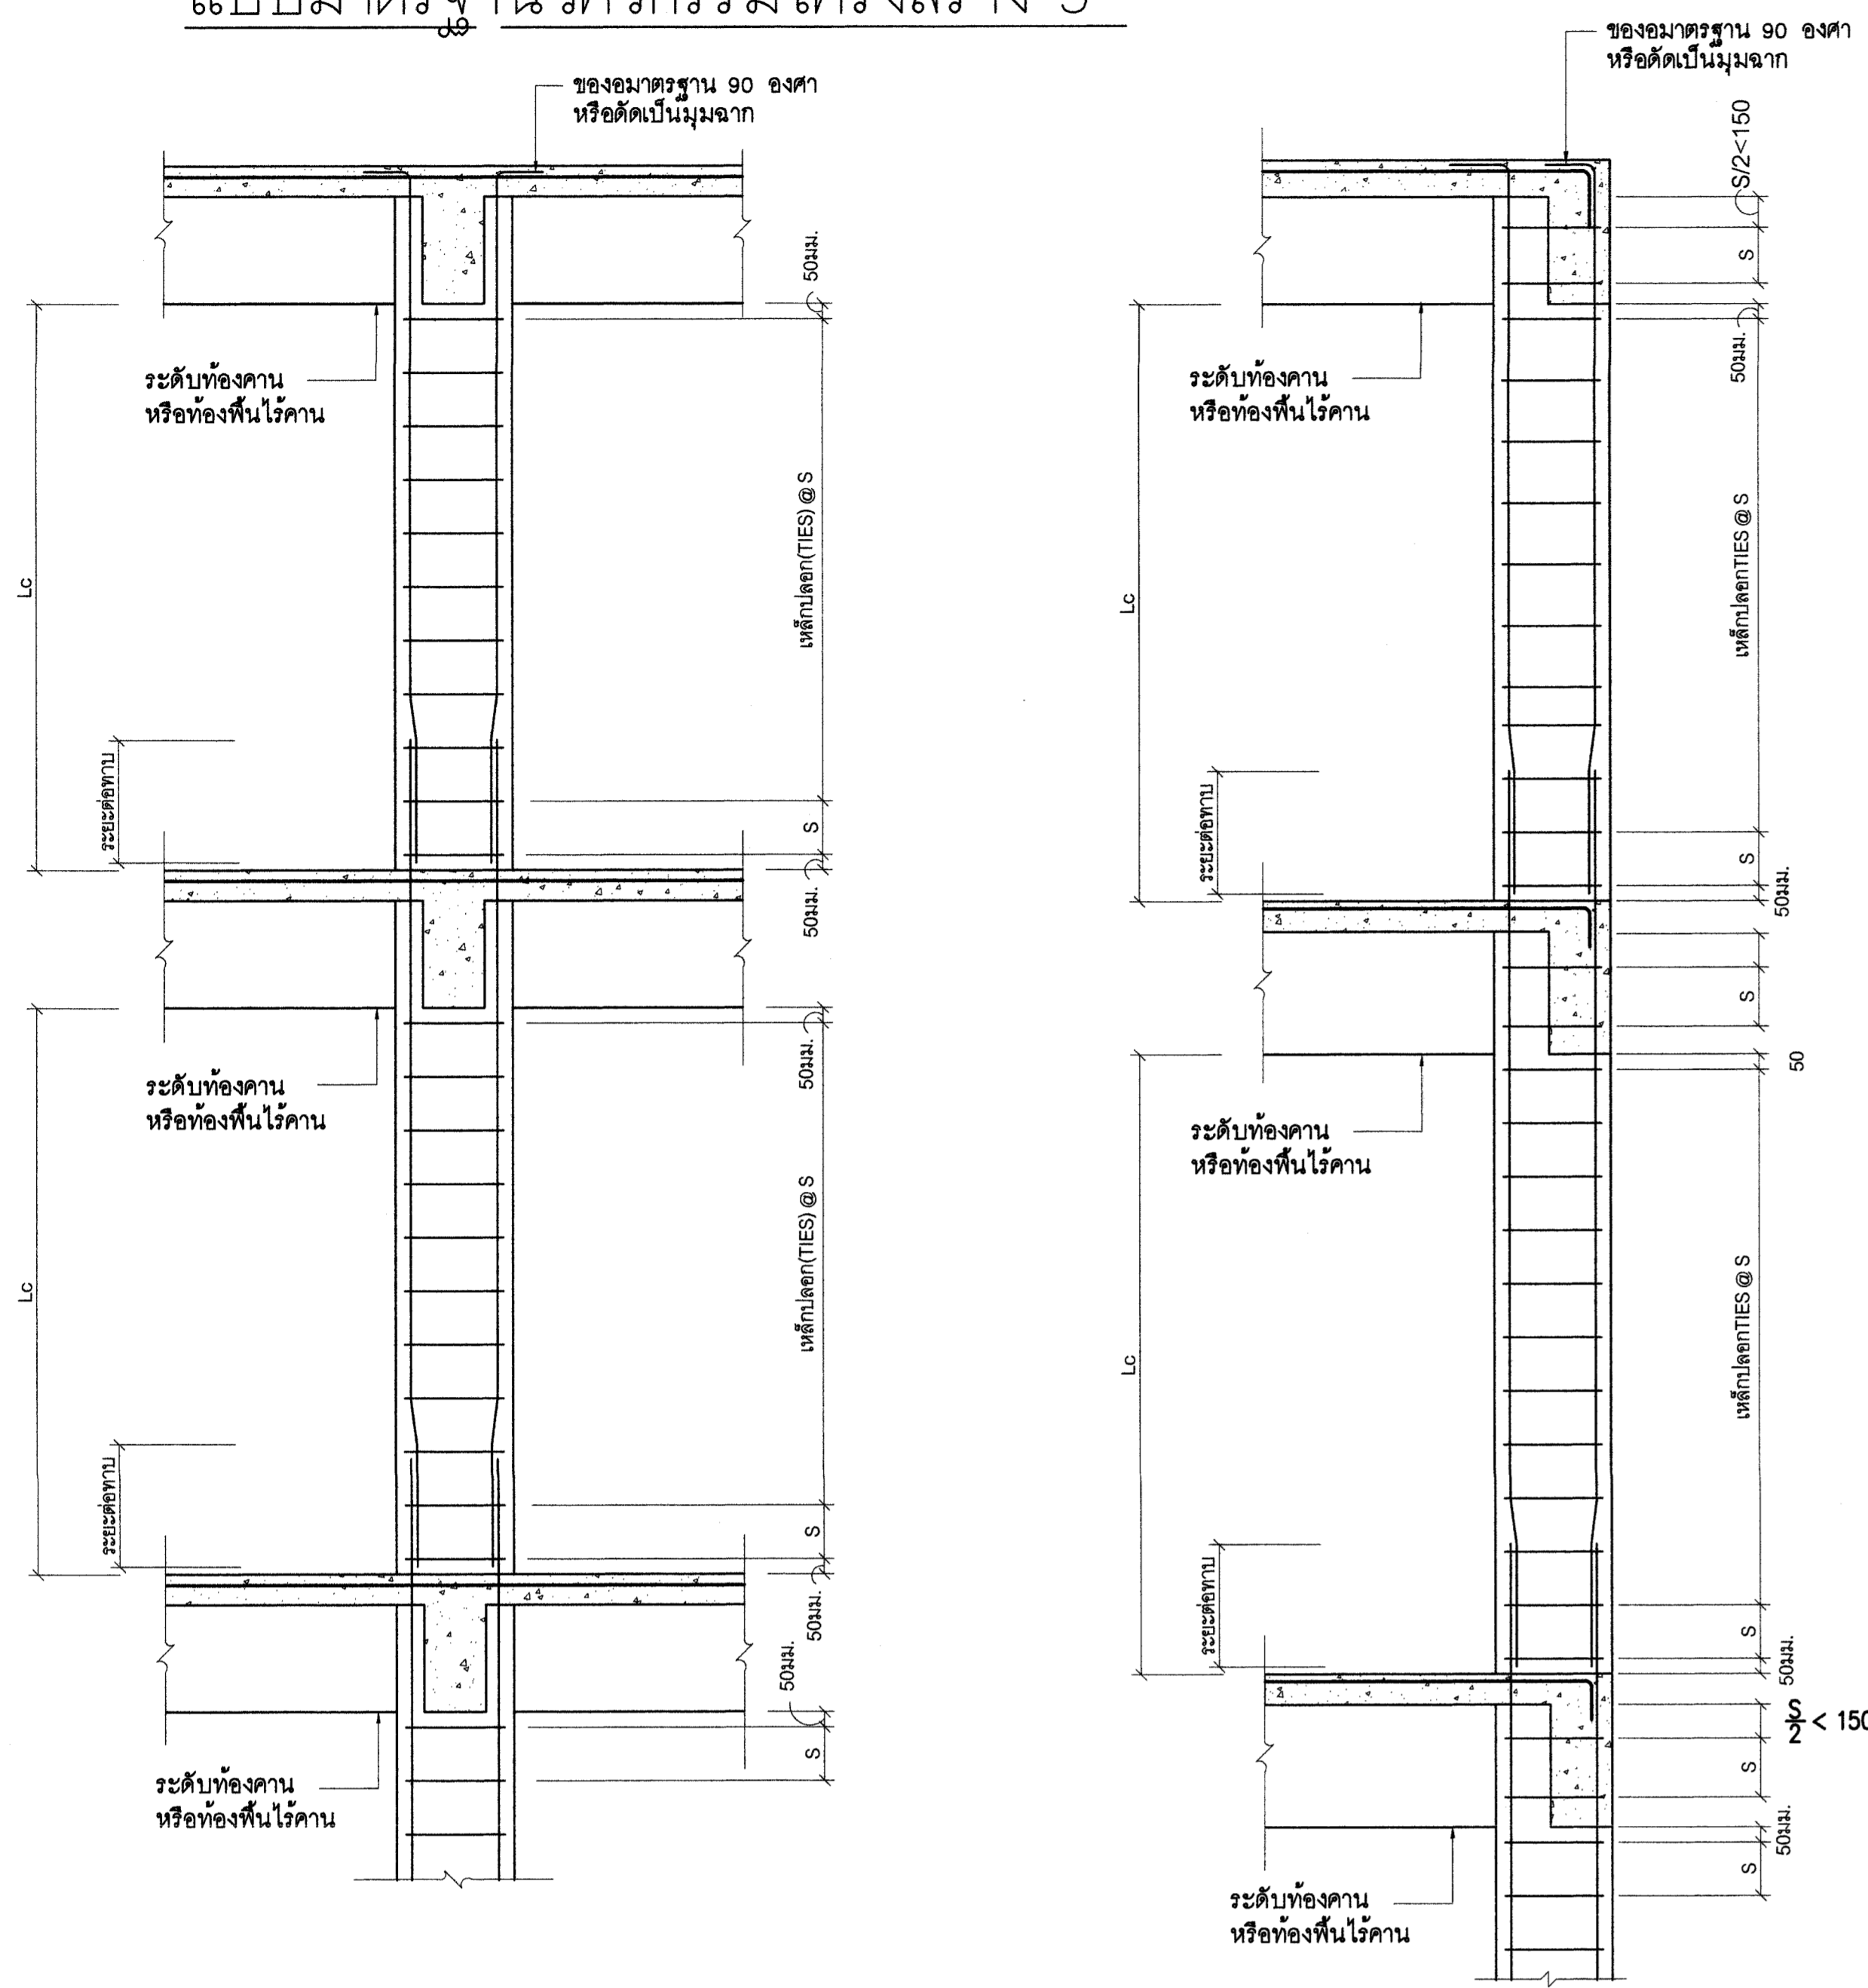 ของอมาตรฐาน 90 องศา
หรือดัดเป็นมุมฉาก
50มม.
Lc
ระดับท้องคาน
หรือท้องพื้นไร้คาน
เหล็กปลอก(TIES) @ S
ระยะต่อทาบ
S
50มม.
50มม.
Lc
ระดับท้องคาน
หรือท้องพื้นไร้คาน
เหล็กปลอก(TIES) @ S
ระยะต่อทาบ
S
50มม.
50มม.
S
ระดับท้องคาน
หรือท้องพื้นไร้คาน
ของอมาตรฐาน 90 องศา
หรือดัดเป็นมุมฉาก
S/2<150
S
50มม.
Lc
ระดับท้องคาน
หรือท้องพื้นไร้คาน
เหล็กปลอกTIES @ S
ระยะต่อทาบ
S
50มม.
S
50
Lc
ระดับท้องคาน
หรือท้องพื้นไร้คาน
เหล็กปลอกTIES @ S
ระยะต่อทาบ
S
50มม.
S/2 < 150
S
50มม.
S
ระดับท้องคาน
หรือท้องพื้นไร้คาน